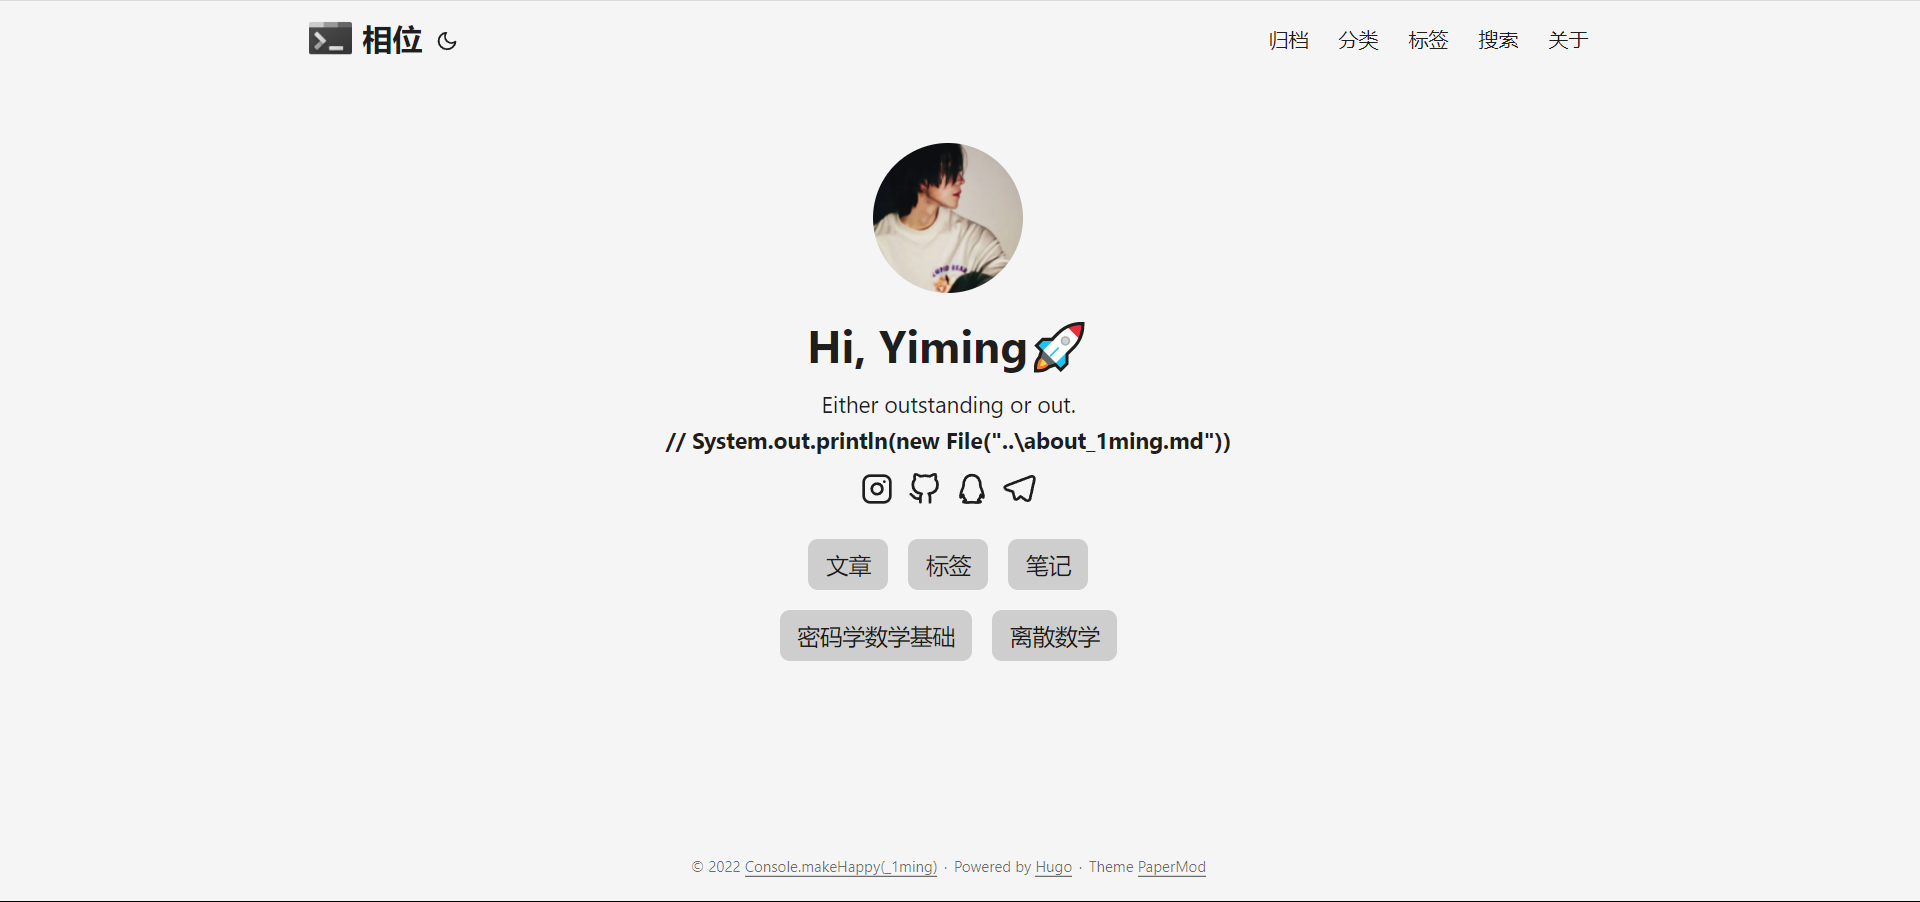 相位
归档 分类 标签 搜索 关于
Hi, Yiming🚀
Either outstanding or out.
// System.out.println(new File("..\about_1ming.md"))
文章 标签 笔记
密码学数学基础 离散数学
© 2022 Console.makeHappy(_1ming) · Powered by Hugo · Theme PaperMod